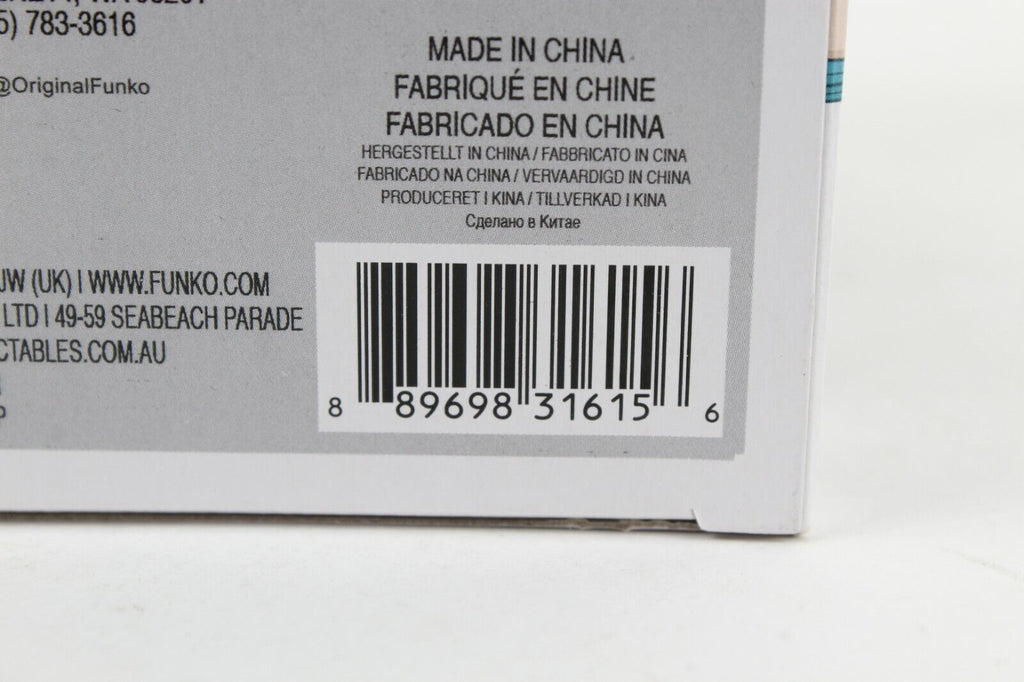 783-3616
@OriginalFunko
MADE IN CHINA
FABRIQUÉ EN CHINE
FABRICADO EN CHINA
HERGESTELLT IN CHINA / FABBRICATO IN CINA
FABRICADO NA CHINA / VERVAARDIGD IN CHINA
PRODUCERET I KINA / TILLVERKAD I KINA
Сделано в Китае
(UK) | WWW.FUNKO.COM
LTD | 49-59 SEABEACH PARADE
CTABLES.COM.AU
8 89698 31615 6